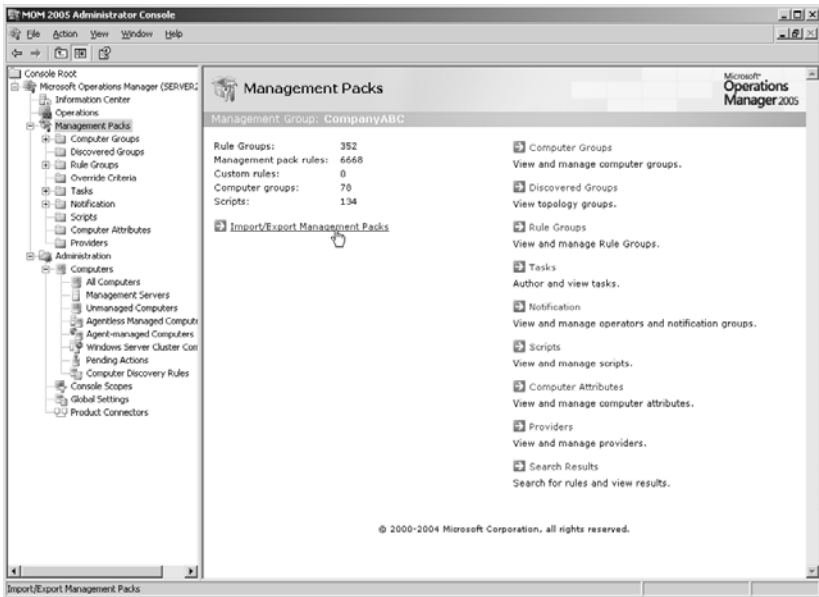 MOM 2005 Administrator Console
File Action View Window Help
Console Root
Microsoft Operations Manager (SERVER2
Information Center
Operations
Management Packs
Computer Groups
Discovered Groups
Rule Groups
Override Criteria
Tasks
Notification
Scripts
Computer Attributes
Providers
Administration
Computers
All Computers
Management Servers
Unmanaged Computers
Agentless Managed Compute
Agent-managed Computers
Windows Server Cluster Com
Pending Actions
Computer Discovery Rules
Console Scopes
Global Settings
Product Connectors
Management Packs
Microsoft
Operations
Manager 2005
Management Group: CompanyABC
Rule Groups: 352
Management pack rules: 6668
Custom rules: 0
Computer groups: 78
Scripts: 134
Import/Export Management Packs
Computer Groups
View and manage computer groups.
Discovered Groups
View topology groups.
Rule Groups
View and manage Rule Groups.
Tasks
Author and view tasks.
Notification
View and manage operators and notification groups.
Scripts
View and manage scripts.
Computer Attributes
View and manage computer attributes.
Providers
View and manage providers.
Search Results
Search for rules and view results.
© 2000-2004 Microsoft Corporation, all rights reserved.
Import/Export Management Packs